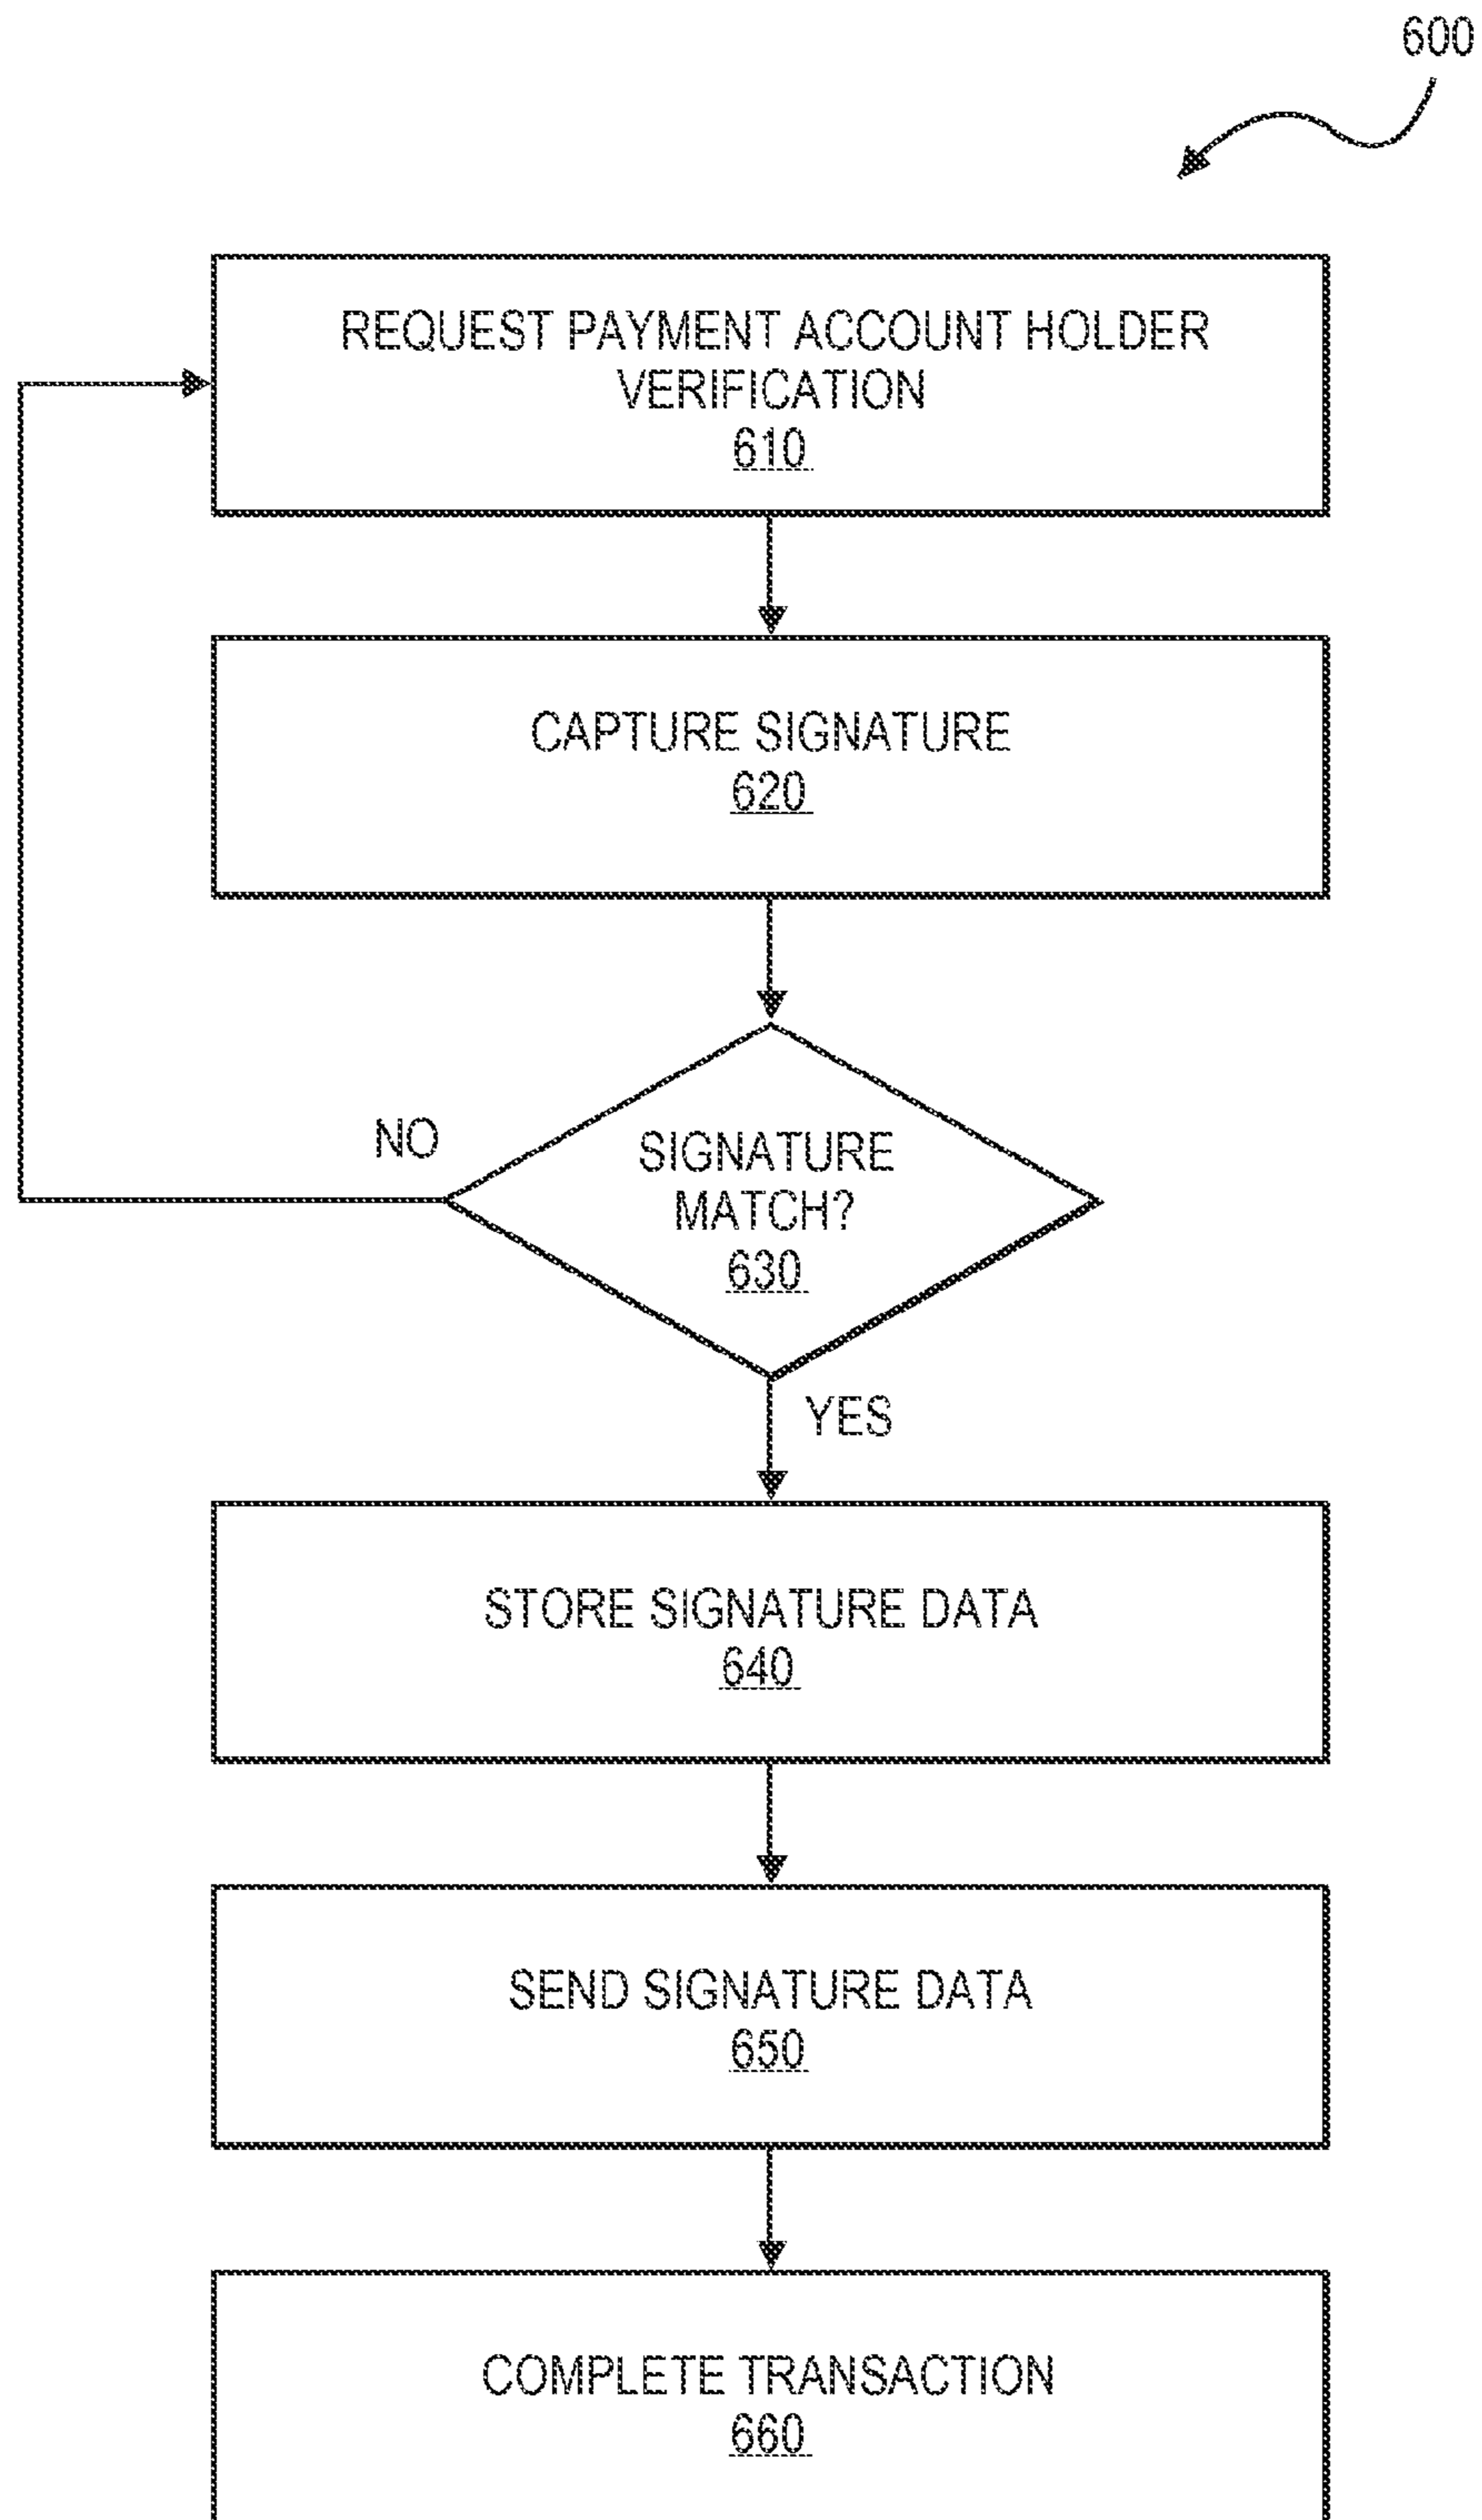 600
REQUEST PAYMENT ACCOUNT HOLDER
VERIFICATION
610
CAPTURE SIGNATURE
620
NO
SIGNATURE
MATCH?
630
YES
STORE SIGNATURE DATA
640
SEND SIGNATURE DATA
650
COMPLETE TRANSACTION
660